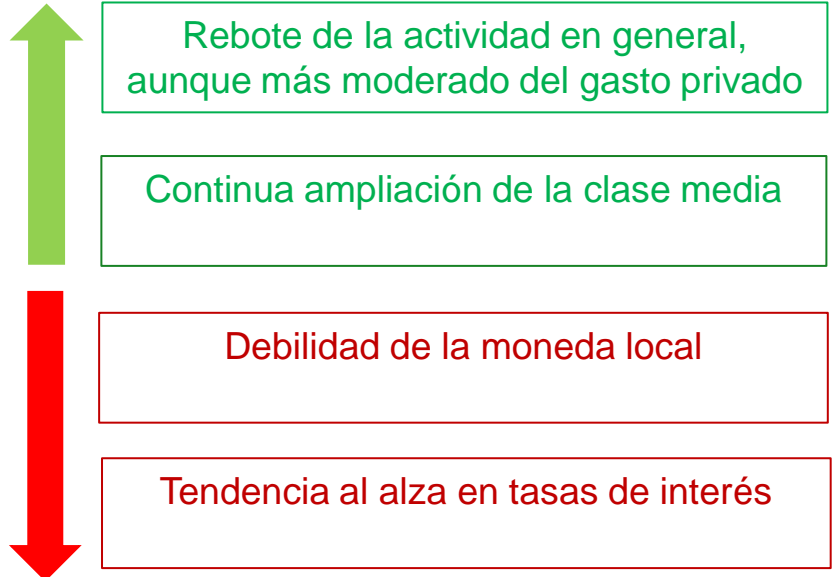 Rebote de la actividad en general,
aunque más moderado del gasto privado
Continua ampliación de la clase media
Debilidad de la moneda local
Tendencia al alza en tasas de interés